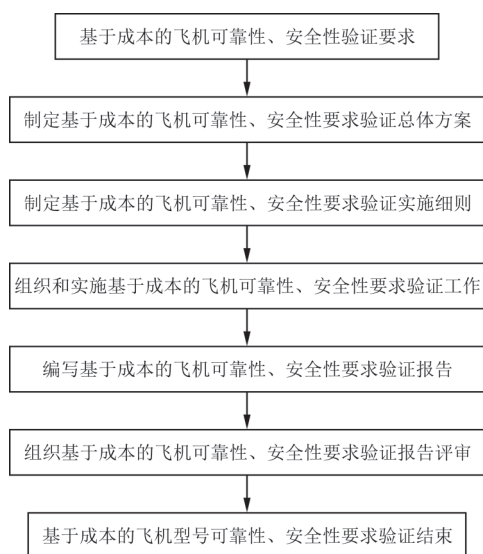 基于成本的飞机可靠性、安全性验证要求
制定基于成本的飞机可靠性、安全性要求验证总体方案
制定基于成本的飞机可靠性、安全性要求验证实施细则
组织和实施基于成本的飞机可靠性、安全性要求验证工作
编写基于成本的飞机可靠性、安全性要求验证报告
组织基于成本的飞机可靠性、安全性要求验证报告评审
基于成本的飞机型号可靠性、安全性要求验证结束